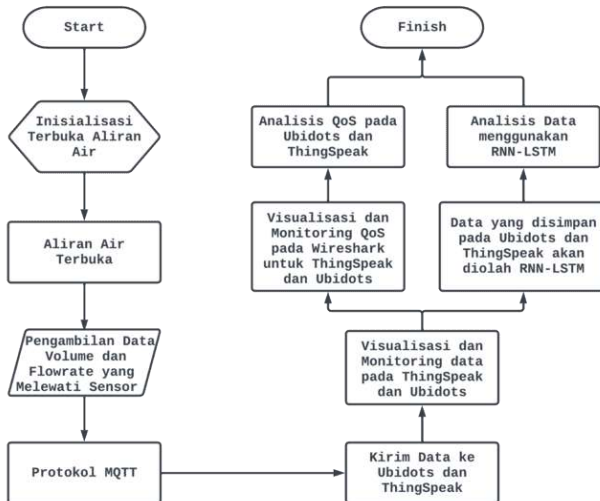 Start
Inisialisasi
Terbuka Aliran
Air
Aliran Air
Terbuka
Pengambilan Data
Volume dan
Flowrate yang
Melewati Sensor
Protokol MQTT
Kirim Data ke
Ubidots dan
ThingSpeak
Visualisasi dan
Monitoring data
pada ThingSpeak
dan Ubidots
Visualisasi dan
Monitoring QoS
pada Wireshark
untuk ThingSpeak
dan Ubidots
Analisis QoS pada
Ubidots dan
ThingSpeak
Data yang disimpan
pada Ubidots dan
ThingSpeak akan
diolah RNN-LSTM
Analisis Data
menggunakan
RNN-LSTM
Finish